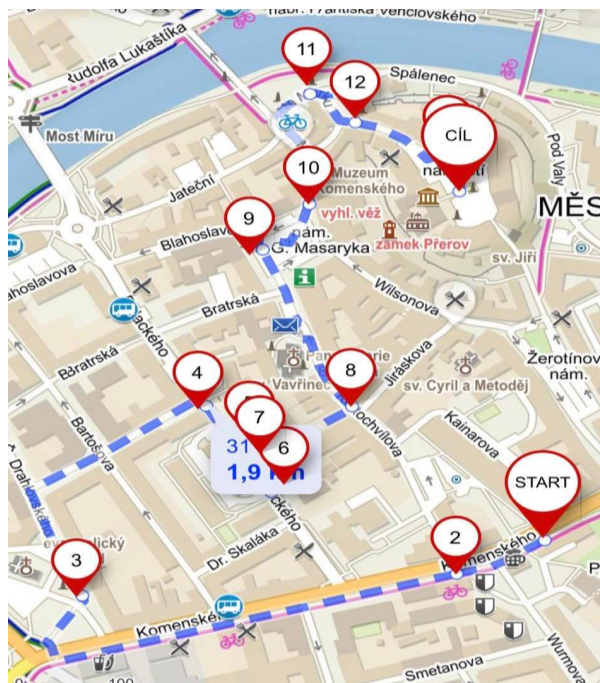 nábř. Františka Venclovského
Rudolfa Lukaštíka
11
12
Spálenec
Most Míru
CÍL
náměstí
Pod Valy
Jateční
10
Muzeum
Komenského
vyhl. věž
MĚS
9
Blahoslavova
nám.
G. Masaryka
zámek Přerov
sv. Jiří
Wilsonova
Bratrská
Bratrská
Žerotínovo
nám.
4
8
Jiráskova
sv. Cyril a Metoděj
7
6
31
1,9 km
Kainarova
START
Bartošova
Dr. Skaláka
2
Komenského
3
Komenského
Smetanova
Wurmova
100